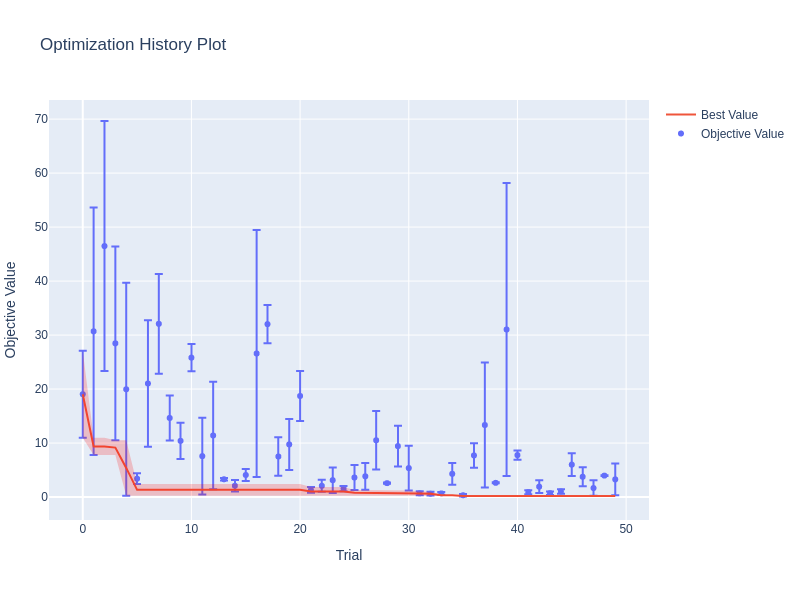 Optimization History Plot
Best Value
Objective Value
70
60
50
40
30
20
10
0
Objective Value
0 10 20 30 40 50
Trial